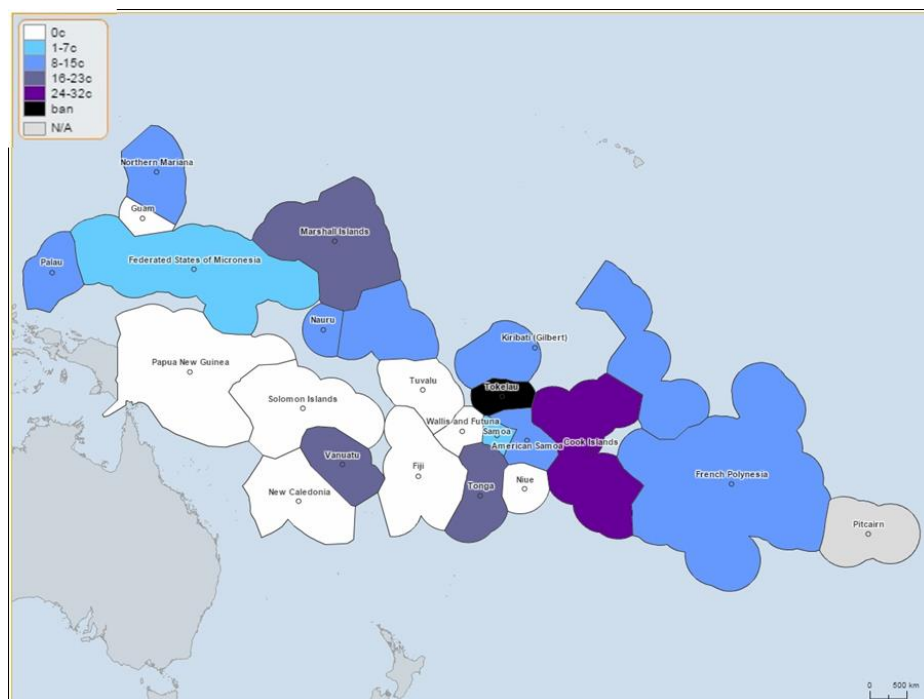 0c
1-7c
8-15c
16-23c
24-32c
ban
N/A
Northern Mariana
Guam
Marshall Islands
Federated States of Micronesia
Palau
Nauru
Kiribati (Gilbert)
Papua New Guinea
Tuvalu
Tokelau
Solomon Islands
Wallis and Futuna
Samoa
American Samoa
Cook Islands
Vanuatu
Fiji
French Polynesia
Niue
New Caledonia
Tonga
Pitcairn
0 500 km